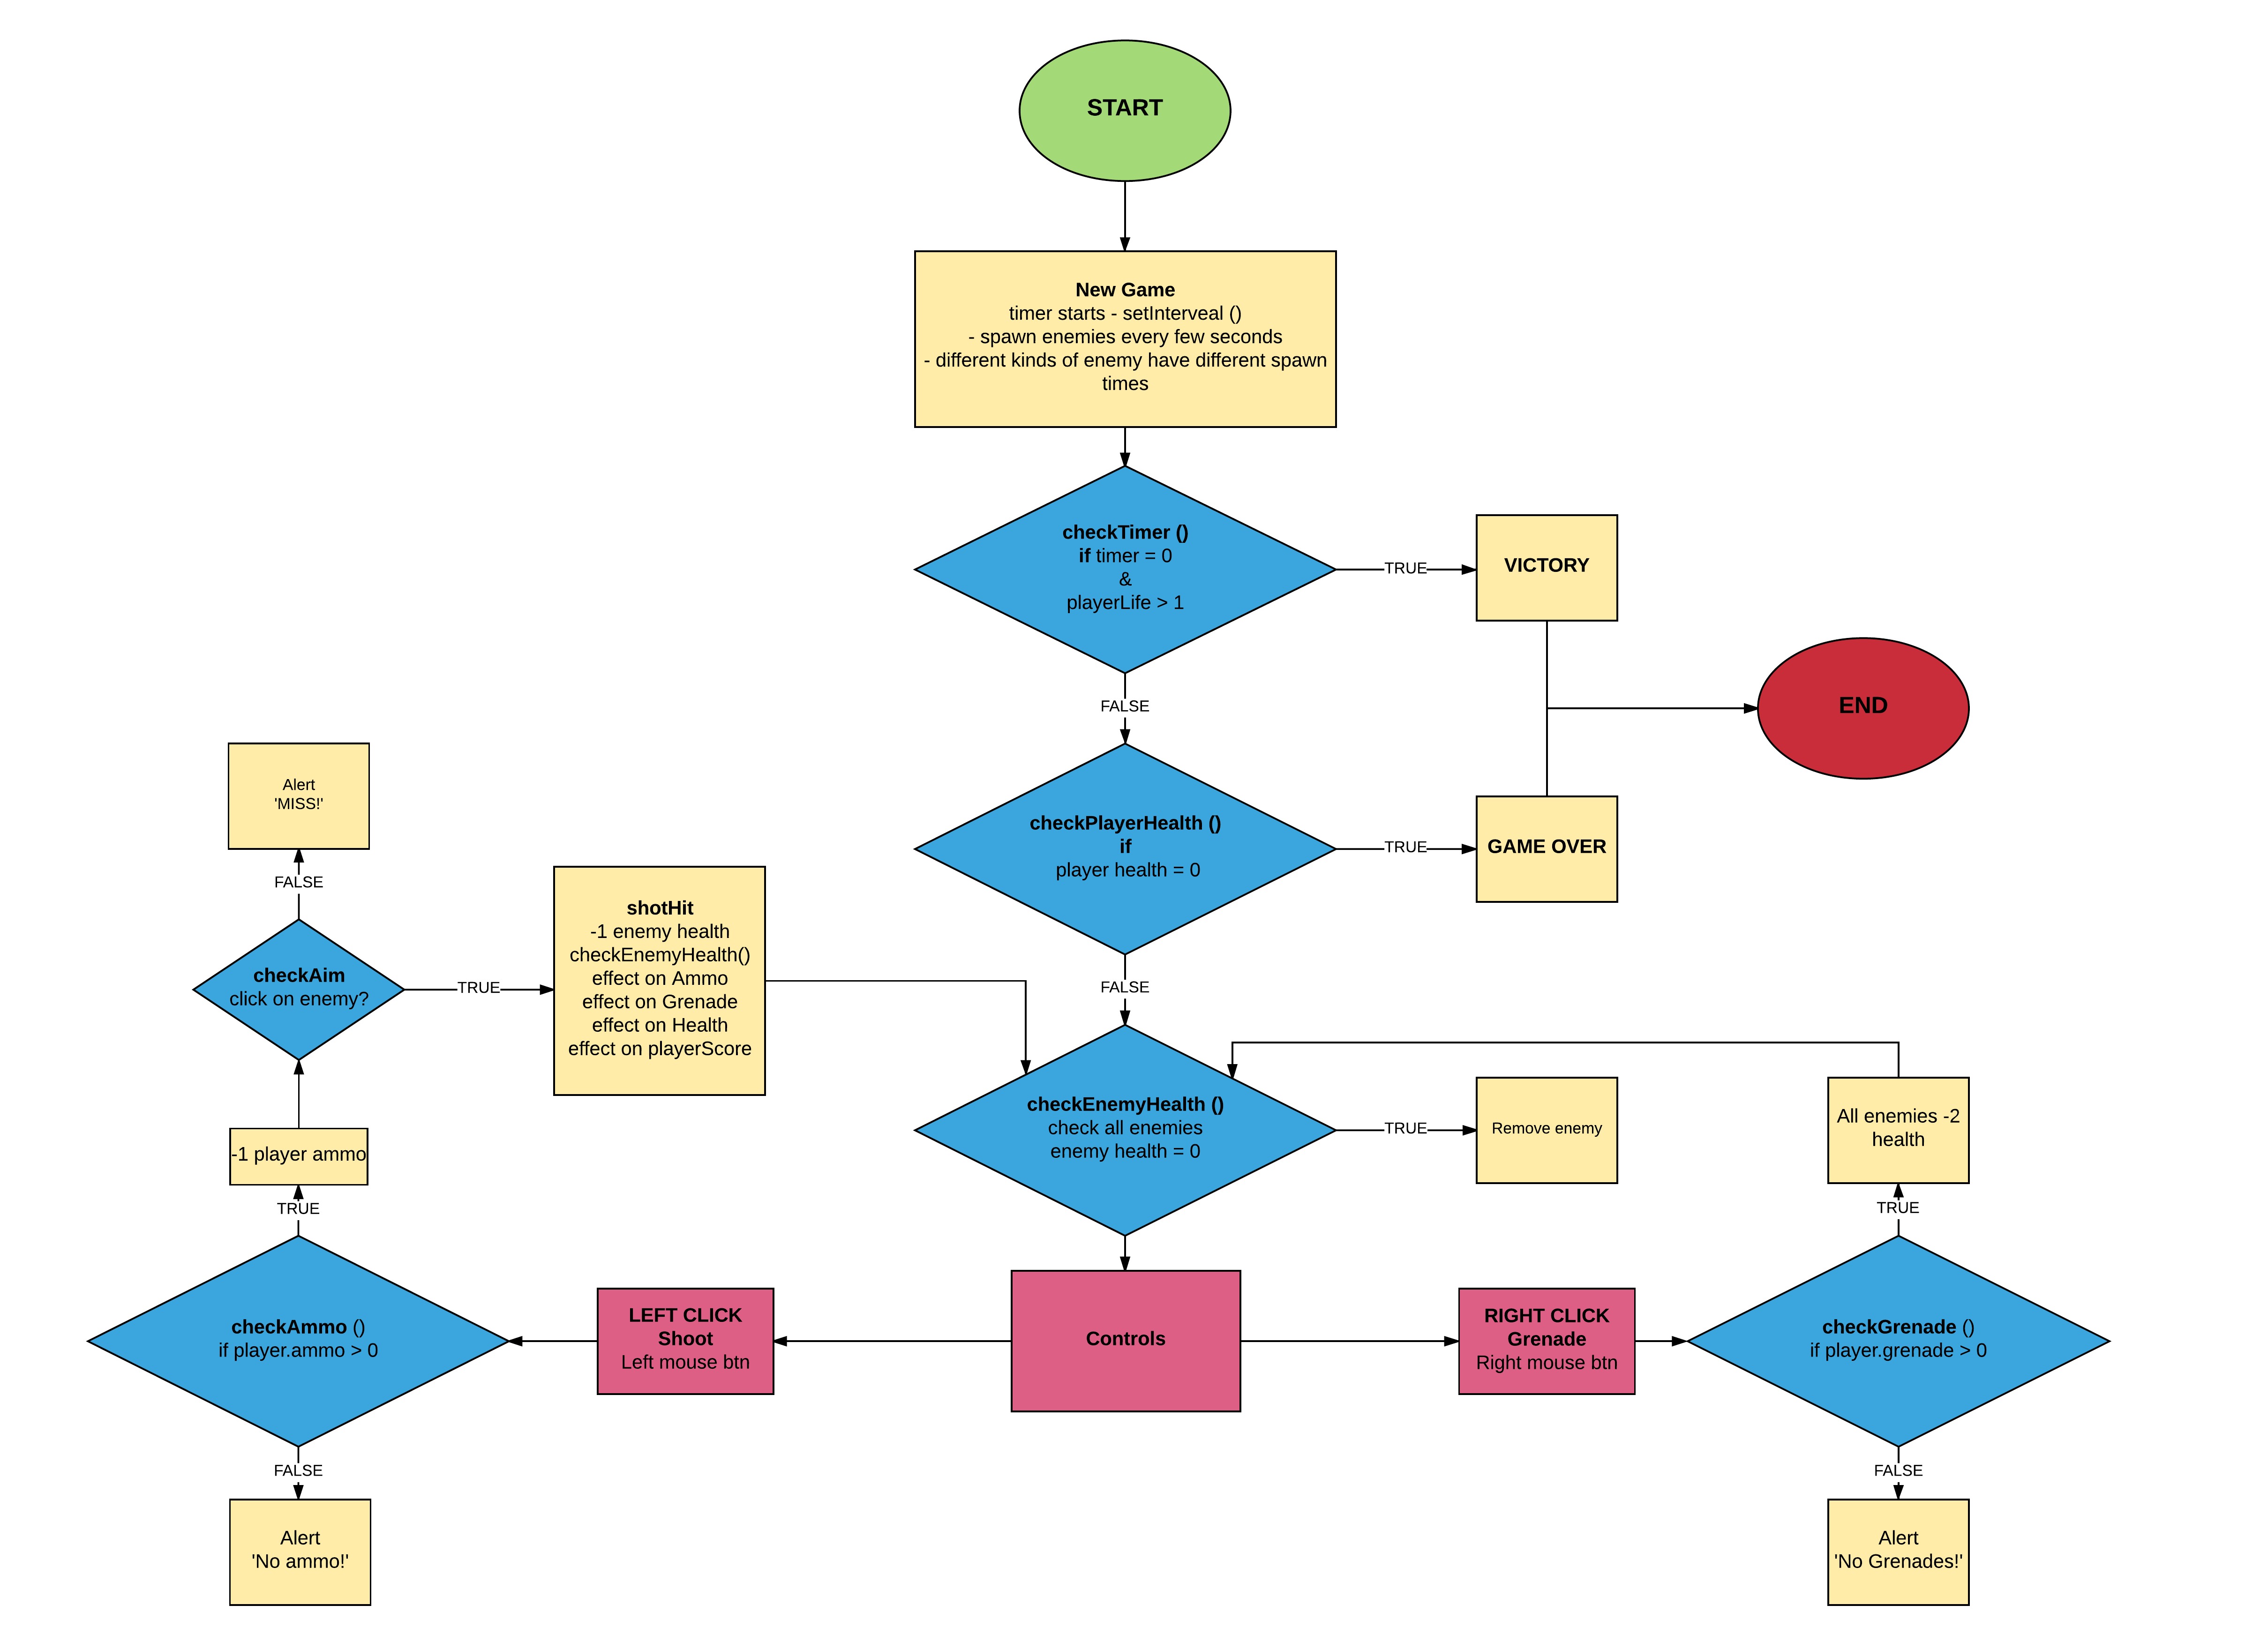 START
New Game
timer starts - setInterveal ()
- spawn enemies every few seconds
- different kinds of enemy have different spawn
times
checkTimer ()
if timer = 0
&
playerLife > 1
TRUE
VICTORY
FALSE
END
checkPlayerHealth ()
if
player health = 0
TRUE
GAME OVER
FALSE
Alert
'MISS!'
FALSE
checkAim
click on enemy?
TRUE
shotHit
-1 enemy health
checkEnemyHealth()
effect on Ammo
effect on Grenade
effect on Health
effect on playerScore
checkEnemyHealth ()
check all enemies
enemy health = 0
TRUE
Remove enemy
All enemies -2
health
-1 player ammo
TRUE
TRUE
checkAmmo ()
if player.ammo > 0
LEFT CLICK
Shoot
Left mouse btn
Controls
RIGHT CLICK
Grenade
Right mouse btn
checkGrenade ()
if player.grenade > 0
FALSE
FALSE
Alert
'No ammo!'
Alert
'No Grenades!'